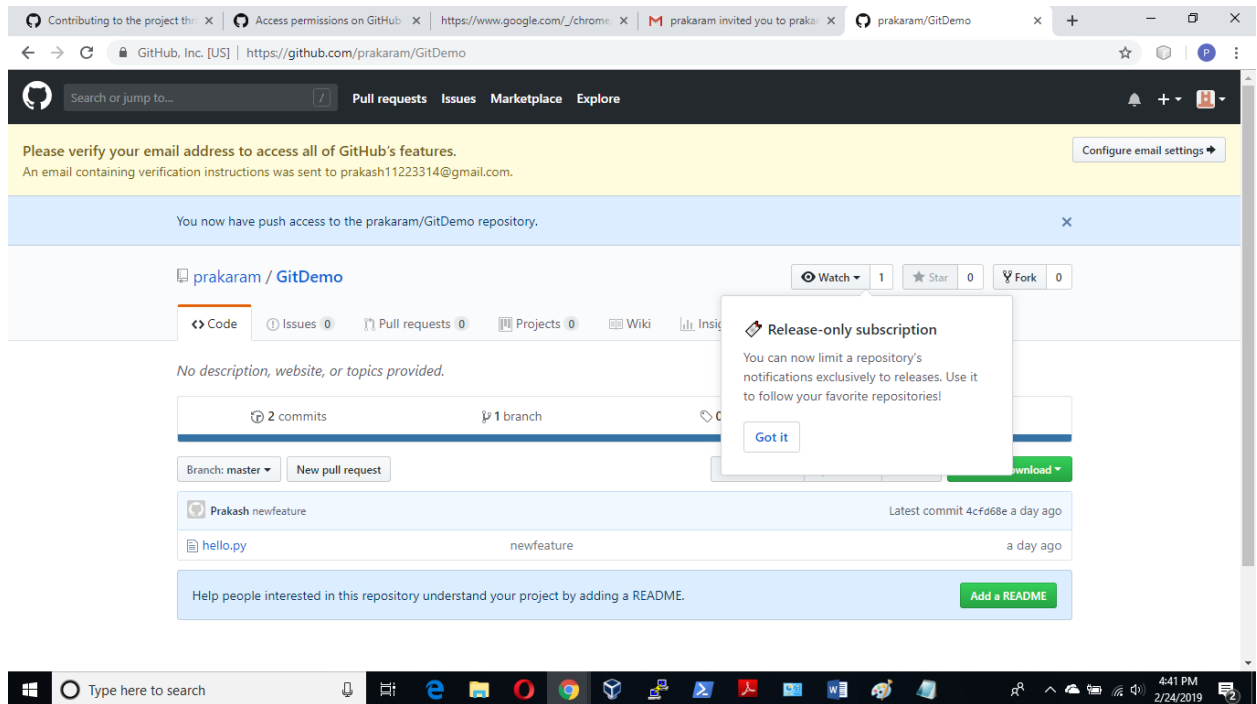 Contributing to the project thr
Access permissions on GitHub
https://www.google.com/_/chrome
prakaram invited you to praka
prakaram/GitDemo
GitHub, Inc. [US] | https://github.com/prakaram/GitDemo
P
Search or jump to...
/
Pull requests Issues Marketplace Explore
Please verify your email address to access all of GitHub's features.
An email containing verification instructions was sent to prakash11223314@gmail.com.
Configure email settings
You now have push access to the prakaram/GitDemo repository.
prakaram / GitDemo
Watch 1
Star 0
Fork 0
Code
Issues 0
Pull requests 0
Projects 0
Wiki
Release-only subscription
You can now limit a repository's
notifications exclusively to releases. Use it
to follow your favorite repositories!
Got it
No description, website, or topics provided.
2 commits
1 branch
Branch: master
New pull request
Prakash newfeature
Latest commit 4cfd68e a day ago
hello.py
newfeature
a day ago
Help people interested in this repository understand your project by adding a README.
Add a README
Type here to search
4:41 PM
2/24/2019
2